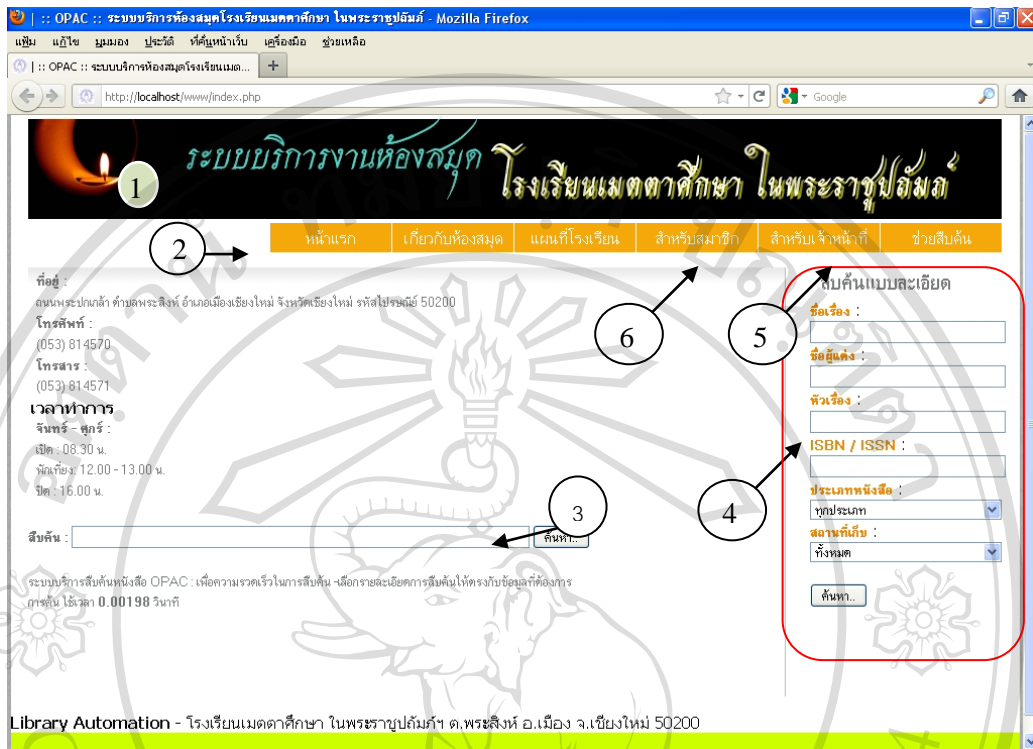 | :: OPAC :: ระบบบริการห้องสมุดโรงเรียนเมตตาศึกษา ในพระราชูปถัมภ์ - Mozilla Firefox
แฟ้ม แก้ไข มุมมอง ประวัติ ที่คั่นหน้าเว็บ เครื่องมือ ช่วยเหลือ
| :: OPAC :: ระบบบริการห้องสมุดโรงเรียนเมต... +
http://localhost/www/index.php
Google
ระบบบริการงานห้องสมุด โรงเรียนเมตตาศึกษา ในพระราชูปถัมภ์
1
2
หน้าแรก เกี่ยวกับห้องสมุด แผนที่โรงเรียน สำหรับสมาชิก สำหรับเจ้าหน้าที่ ช่วยสืบค้น
ที่อยู่ :
ถนนพระปกเกล้า ตำบลพระสิงห์ อำเภอเมืองเชียงใหม่ จังหวัดเชียงใหม่ รหัสไปรษณีย์ 50200
โทรศัพท์ :
(053) 814570
โทรสาร :
(053) 814571
เวลาทำการ
จันทร์ - ศุกร์ :
เปิด : 08.30 น.
พักเที่ยง: 12.00 - 13.00 น.
ปิด : 16.00 น.
6
5
3
4
สืบค้น : ค้นหา..
ระบบบริการสืบค้นหนังสือ OPAC : เพื่อความรวดเร็วในการสืบค้น -เลือกรายละเอียดการสืบค้นให้ตรงกับข้อมูลที่ต้องการ
การค้น ใช้เวลา 0.00198 วินาที
สืบค้นแบบละเอียด
ชื่อเรื่อง :
ชื่อผู้แต่ง :
หัวเรื่อง :
ISBN / ISSN :
ประเภทหนังสือ :
ทุกประเภท
สถานที่เก็บ :
ทั้งหมด
ค้นหา..
Library Automation - โรงเรียนเมตตาศึกษา ในพระราชูปถัมภ์ฯ ต.พระสิงห์ อ.เมือง จ.เชียงใหม่ 50200